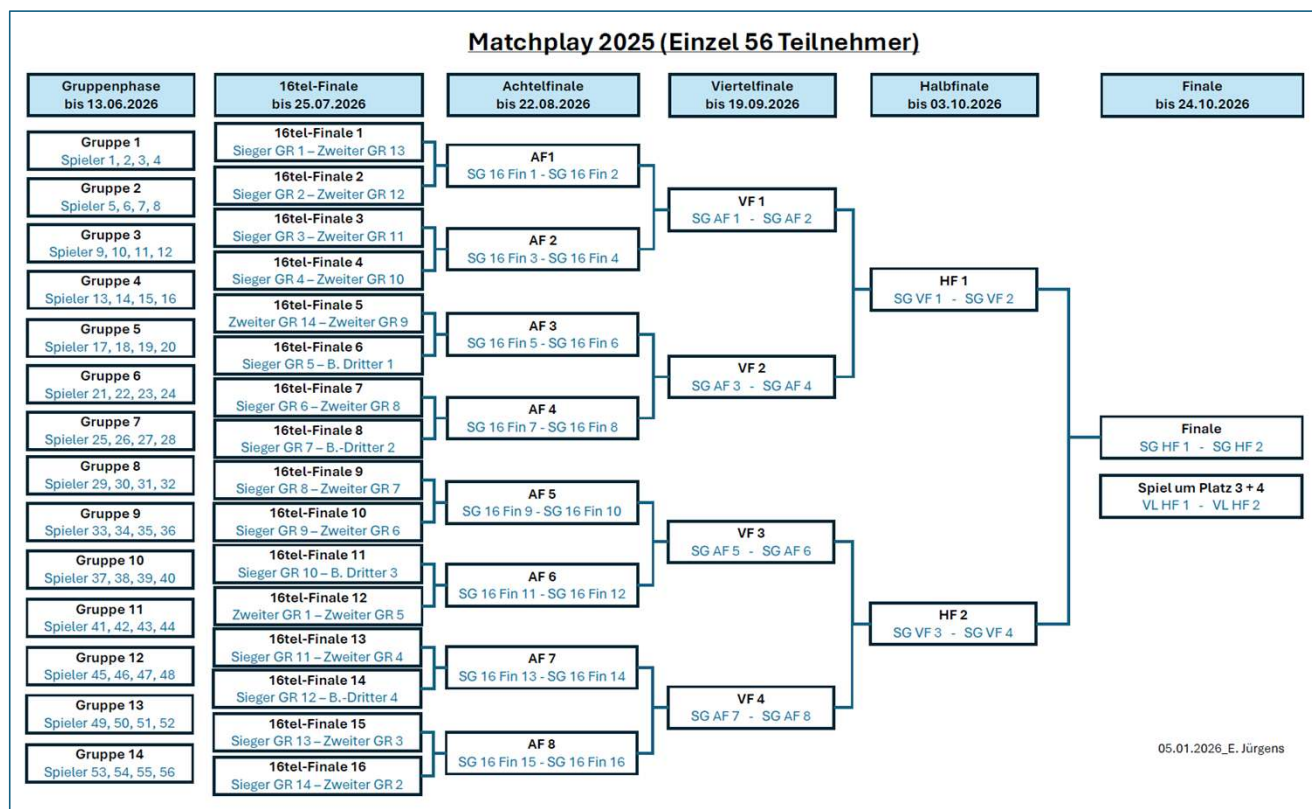 Matchplay 2025 (Einzel 56 Teilnehmer)
Gruppenphase
bis 13.06.2026
Gruppe 1
Spieler 1, 2, 3, 4
Gruppe 2
Spieler 5, 6, 7, 8
Gruppe 3
Spieler 9, 10, 11, 12
Gruppe 4
Spieler 13, 14, 15, 16
Gruppe 5
Spieler 17, 18, 19, 20
Gruppe 6
Spieler 21, 22, 23, 24
Gruppe 7
Spieler 25, 26, 27, 28
Gruppe 8
Spieler 29, 30, 31, 32
Gruppe 9
Spieler 33, 34, 35, 36
Gruppe 10
Spieler 37, 38, 39, 40
Gruppe 11
Spieler 41, 42, 43, 44
Gruppe 12
Spieler 45, 46, 47, 48
Gruppe 13
Spieler 49, 50, 51, 52
Gruppe 14
Spieler 53, 54, 55, 56
16tel-Finale
bis 25.07.2026
16tel-Finale 1
Sieger GR 1 – Zweiter GR 13
16tel-Finale 2
Sieger GR 2 – Zweiter GR 12
16tel-Finale 3
Sieger GR 3 – Zweiter GR 11
16tel-Finale 4
Sieger GR 4 – Zweiter GR 10
16tel-Finale 5
Zweiter GR 14 – Zweiter GR 9
16tel-Finale 6
Sieger GR 5 – B. Dritter 1
16tel-Finale 7
Sieger GR 6 – Zweiter GR 8
16tel-Finale 8
Sieger GR 7 – B.-Dritter 2
16tel-Finale 9
Sieger GR 8 – Zweiter GR 7
16tel-Finale 10
Sieger GR 9 – Zweiter GR 6
16tel-Finale 11
Sieger GR 10 – B. Dritter 3
16tel-Finale 12
Zweiter GR 1 – Zweiter GR 5
16tel-Finale 13
Sieger GR 11 – Zweiter GR 4
16tel-Finale 14
Sieger GR 12 – B.-Dritter 4
16tel-Finale 15
Sieger GR 13 – Zweiter GR 3
16tel-Finale 16
Sieger GR 14 – Zweiter GR 2
Achtelfinale
bis 22.08.2026
AF1
SG 16 Fin 1 - SG 16 Fin 2
AF 2
SG 16 Fin 3 - SG 16 Fin 4
AF 3
SG 16 Fin 5 - SG 16 Fin 6
AF 4
SG 16 Fin 7 - SG 16 Fin 8
AF 5
SG 16 Fin 9 - SG 16 Fin 10
AF 6
SG 16 Fin 11 - SG 16 Fin 12
AF 7
SG 16 Fin 13 - SG 16 Fin 14
AF 8
SG 16 Fin 15 - SG 16 Fin 16
Viertelfinale
bis 19.09.2026
VF 1
SG AF 1 - SG AF 2
VF 2
SG AF 3 - SG AF 4
VF 3
SG AF 5 - SG AF 6
VF 4
SG AF 7 - SG AF 8
Halbfinale
bis 03.10.2026
HF 1
SG VF 1 - SG VF 2
HF 2
SG VF 3 - SG VF 4
Finale
bis 24.10.2026
Finale
SG HF 1 - SG HF 2
Spiel um Platz 3 + 4
VL HF 1 - VL HF 2
05.01.2026_E. Jürgens